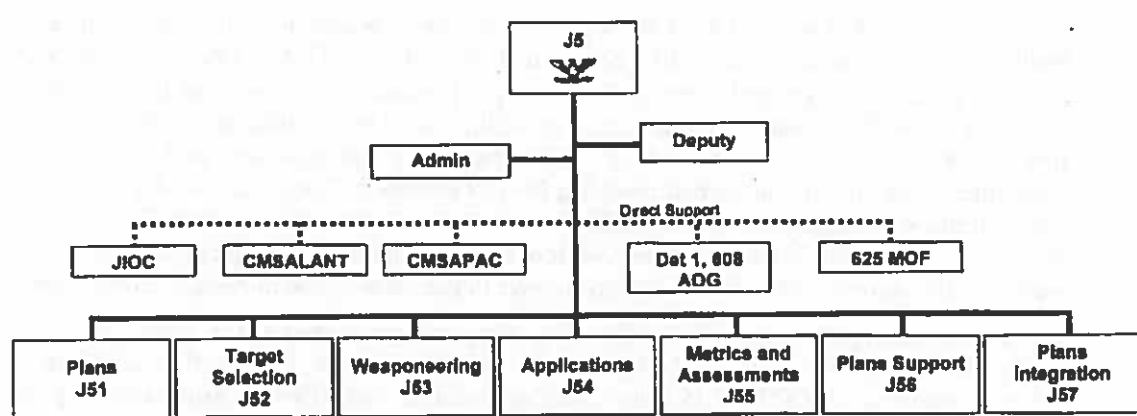 J5
Deputy
Admin
Direct Support
JIOC
CMSALANT
CMSAPAC
Det 1, 608
AOG
625 MOF
Plans
J51
Target
Selection
J52
Weaponeering
J53
Applications
J54
Metrics and
Assessments
J55
Plans Support
J56
Plans
Integration
J57